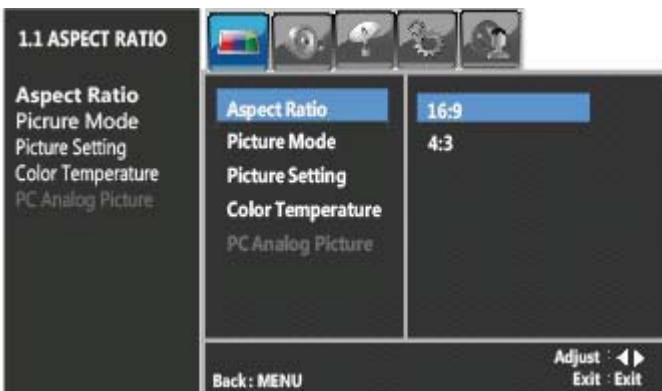 1.1 ASPECT RATIO
Aspect Ratio
Picrure Mode
Picture Setting
Color Temperature
PC Analog Picture
Aspect Ratio
Picture Mode
Picture Setting
Color Temperature
PC Analog Picture
16:9
4:3
Back: MENU
Adjust : ◀▶
Exit : Exit